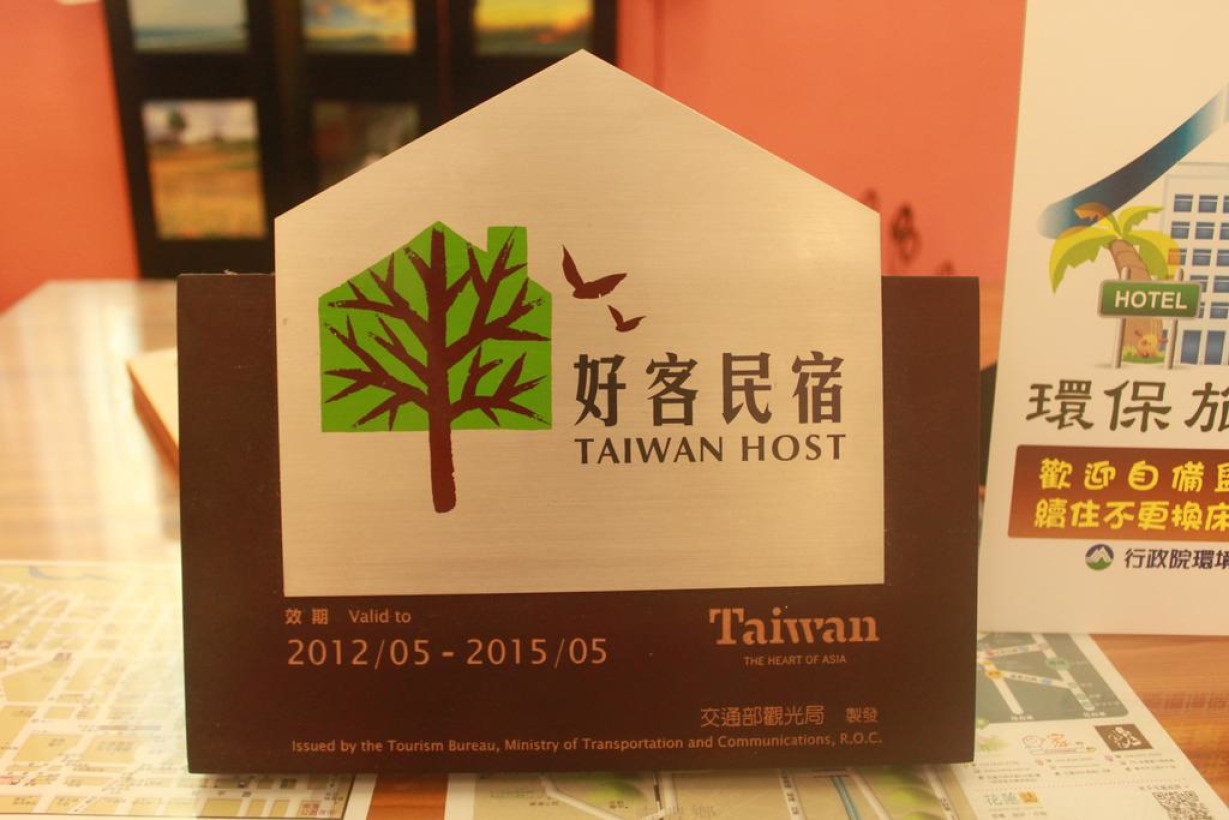 好客民宿
TAIWAN HOST
效期 Valid to
2012/05 - 2015/05
Taiwan
THE HEART OF ASIA
交通部觀光局 製發
Issued by the Tourism Bureau, Ministry of Transportation and Communications, R.O.C.
HOTEL
環保旅
歡迎自備
續住不更換床
行政院環境